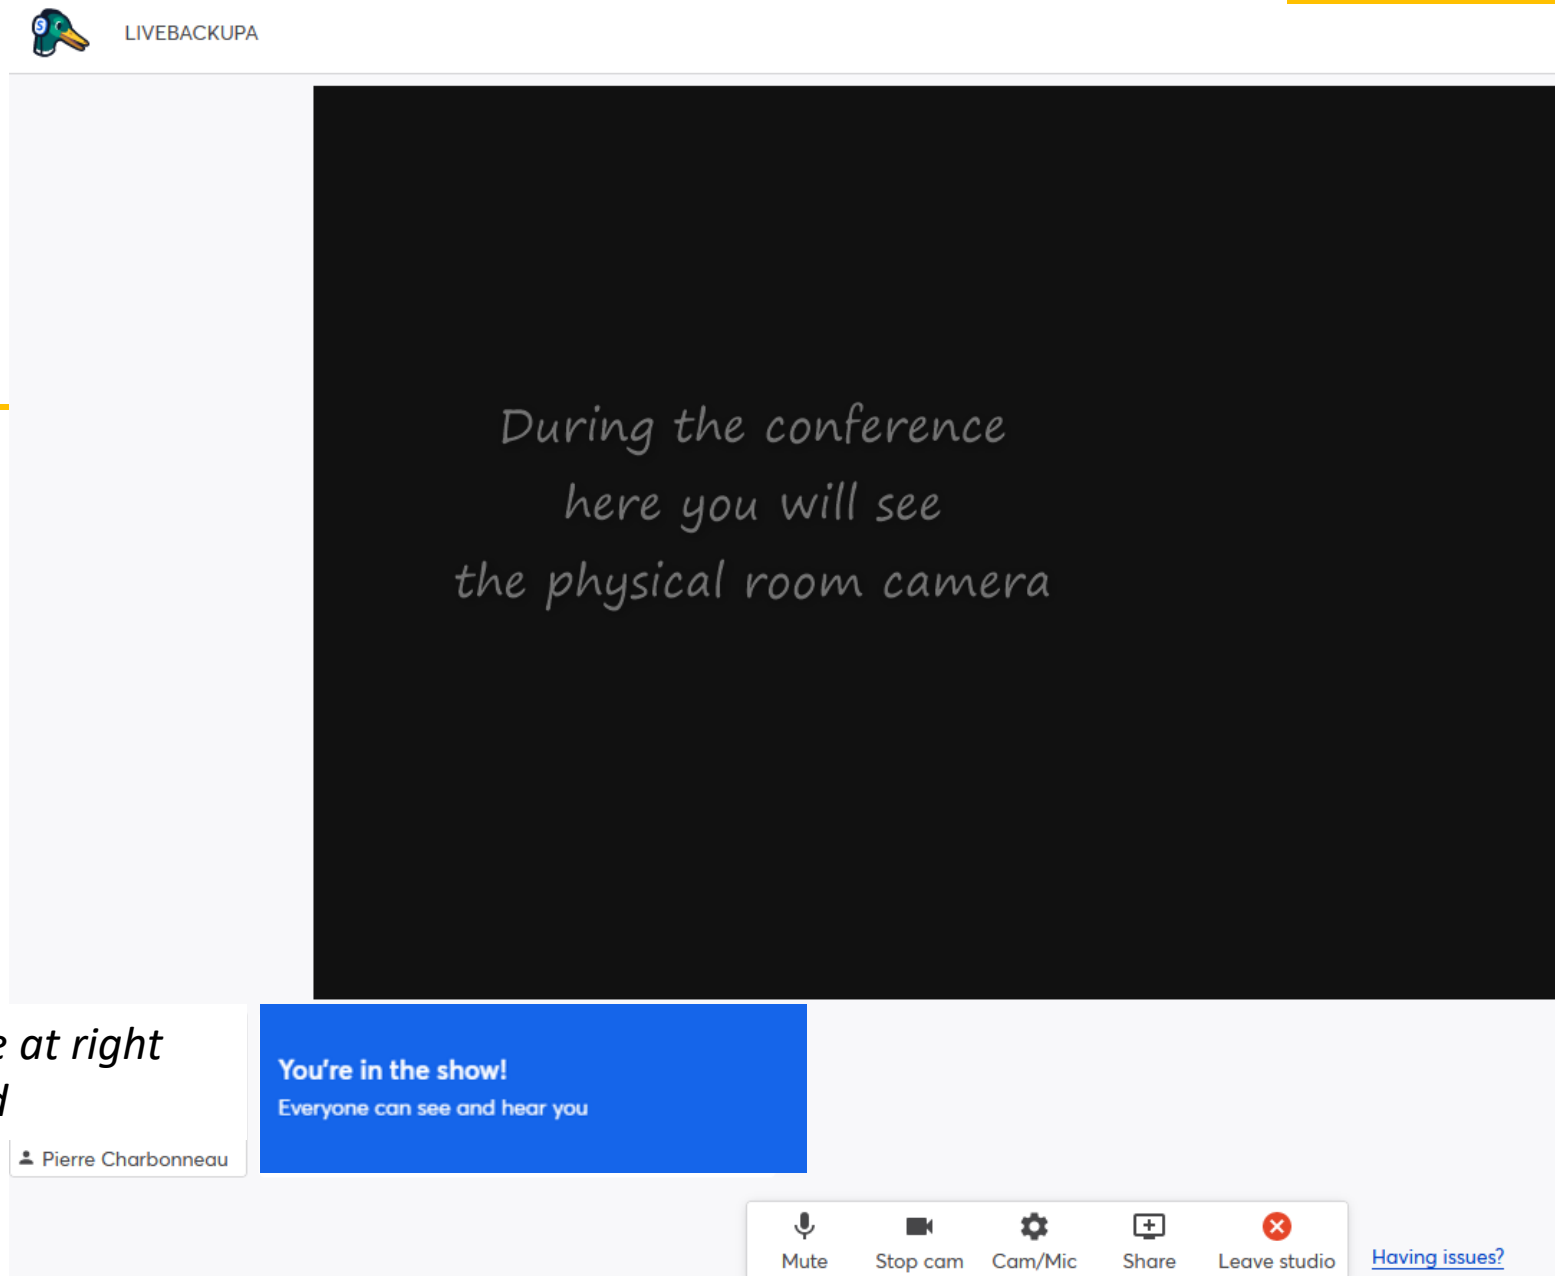 LIVEBACKUPA
During the conference
here you will see
the physical room camera
at right
You're in the show!
Everyone can see and hear you
Pierre Charbonneau
Mute Stop cam Cam/Mic Share Leave studio Having issues?